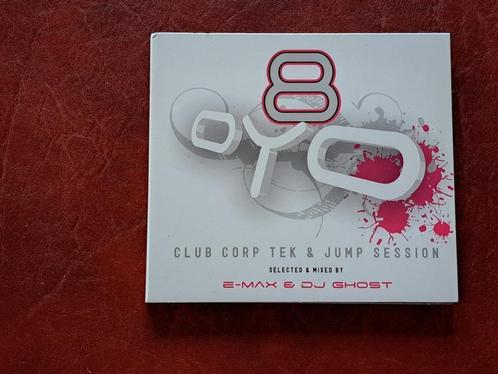 8
OYO
CLUB CORP TEK & JUMP SESSION
SELECTED & MIXED BY
E-MAX & DJ GHOST